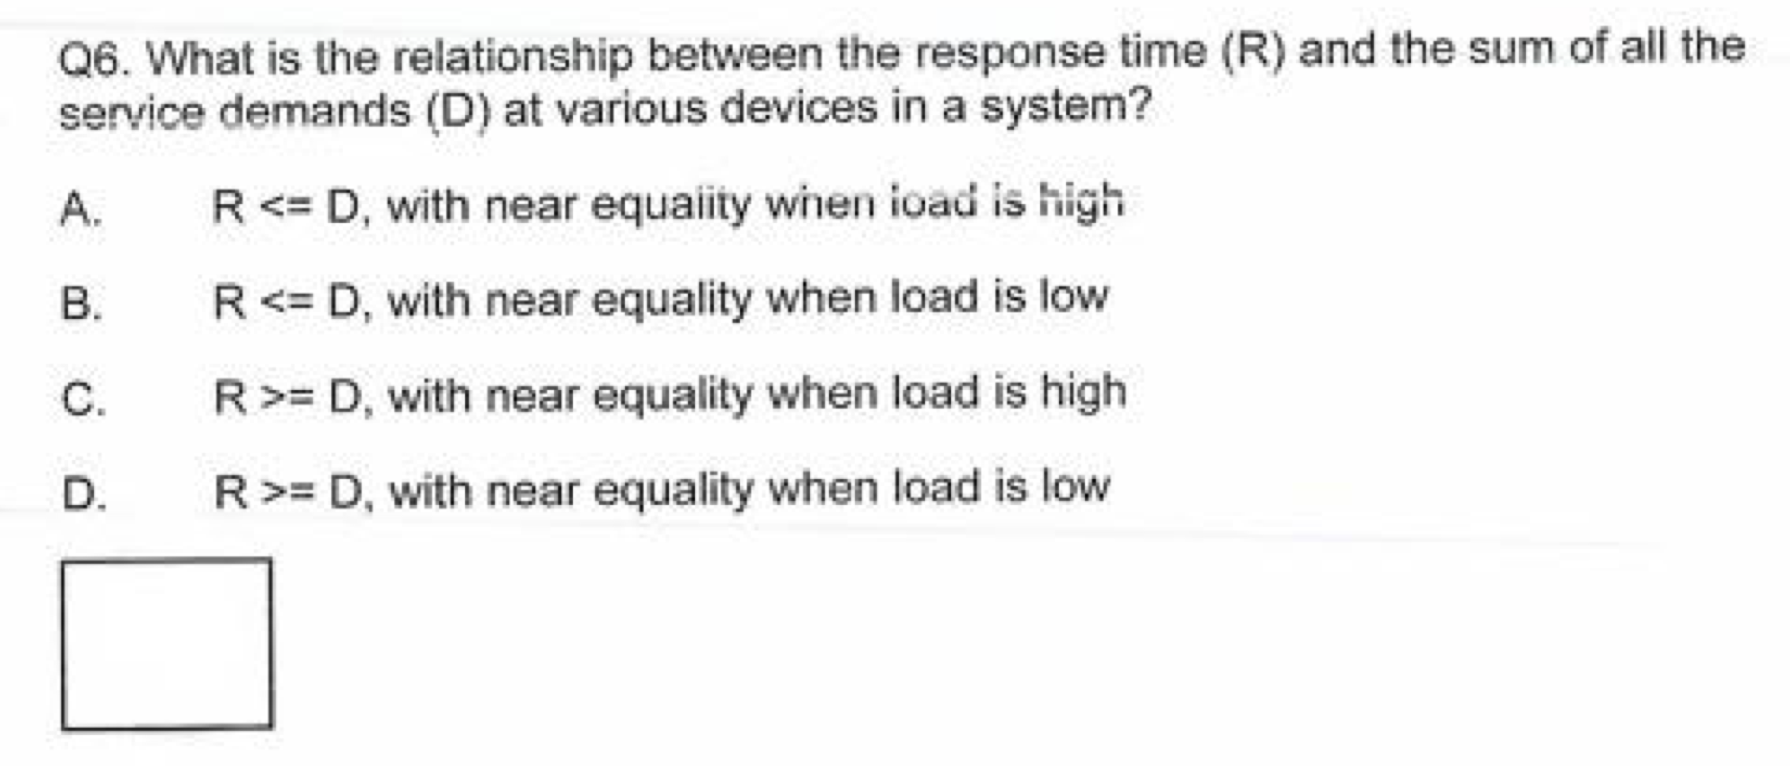 Q6. What is the relationship between the response time (R) and the sum of all the
service demands (D) at various devices in a system?
A. R <= D, with near equality when load is high
B. R <= D, with near equality when load is low
C. R >= D, with near equality when load is high
D. R >= D, with near equality when load is low